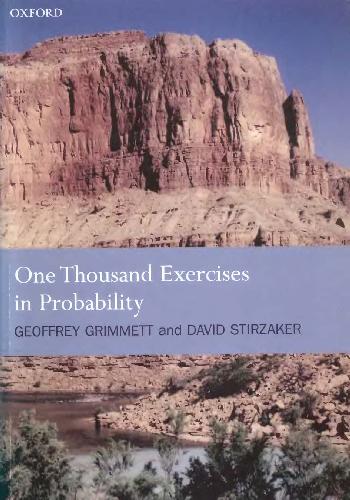 OXFORD
One Thousand Exercises
in Probability
GEOFFREY GRIMMETT and DAVID STIRZAKER